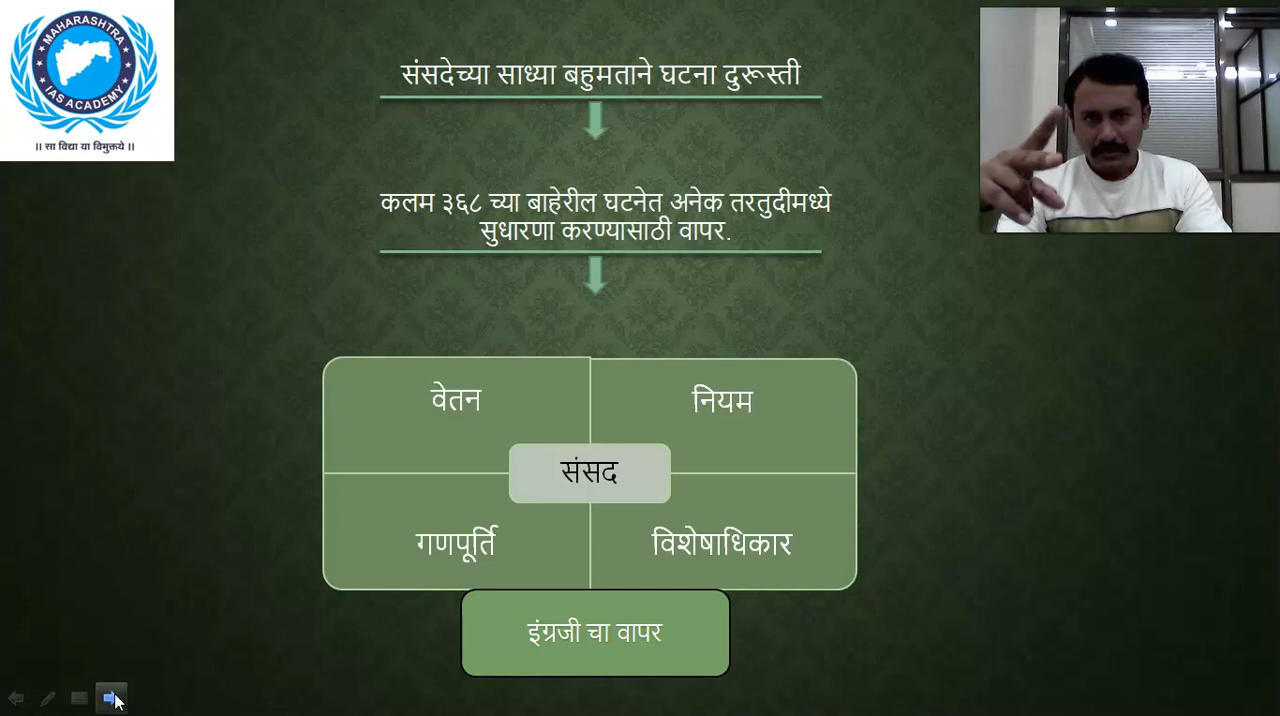 MAHARASHTRA
IAS ACADEMY
॥ सा विद्या या विमुक्तये ॥
संसदेच्या साध्या बहुमताने घटना दुरूस्ती
कलम ३६८ च्या बाहेरील घटनेत अनेक तरतुदीमध्ये
सुधारणा करण्यासाठी वापर.
वेतन
नियम
संसद
गणपूर्ति
विशेषाधिकार
इंग्रजी चा वापर